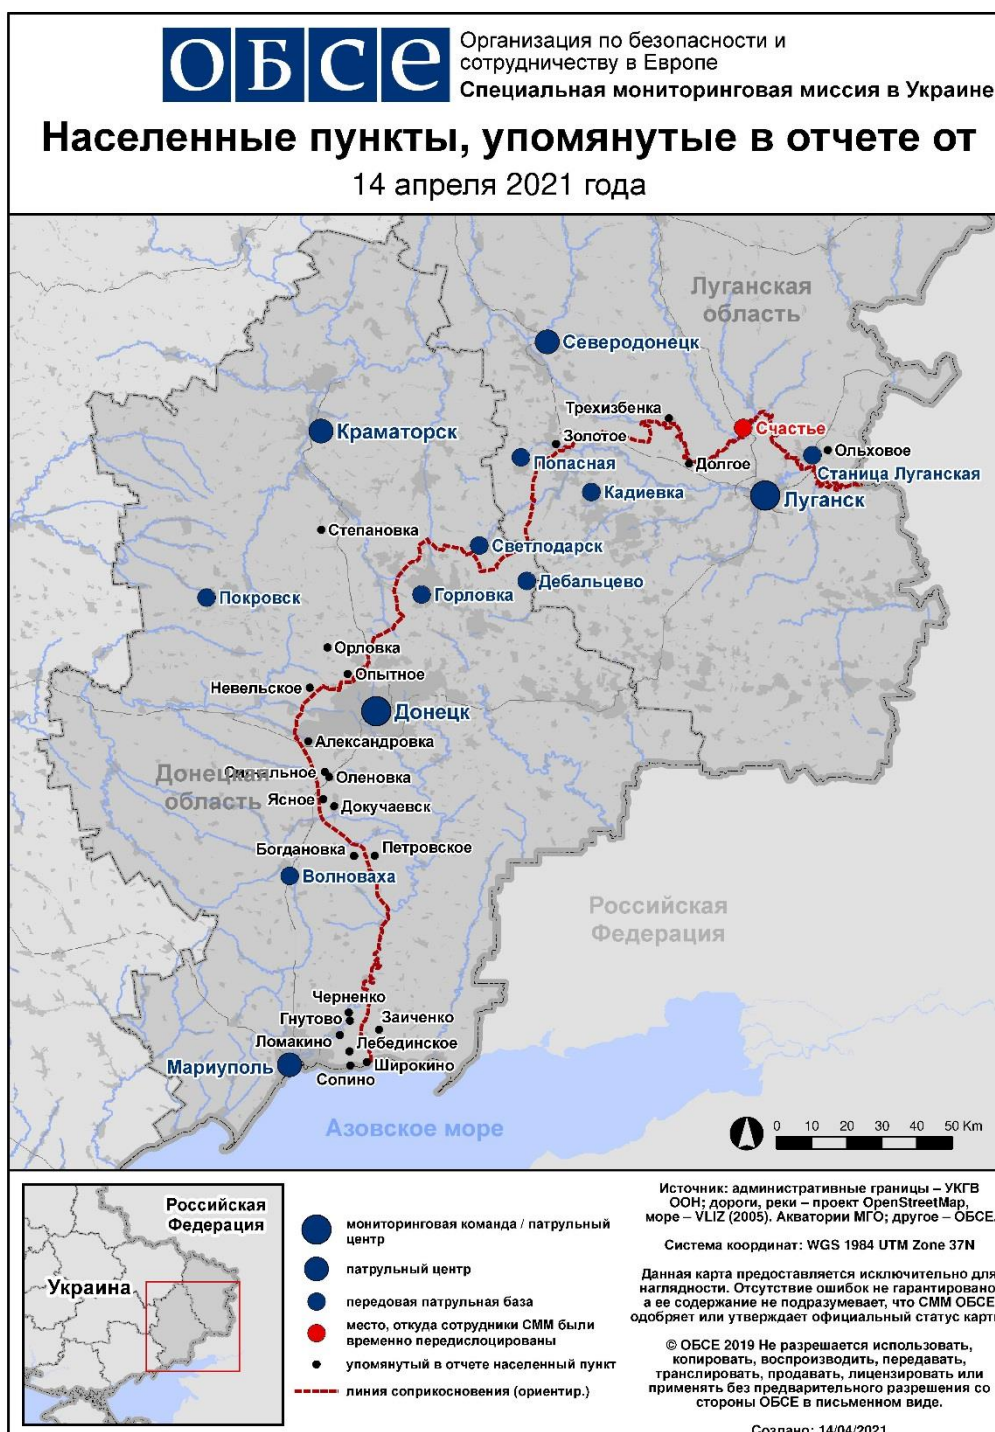 ОБСЕ
Организация по безопасности и
сотрудничеству в Европе
Специальная мониторинговая миссия в Украине
Населенные пункты, упомянутые в отчете от
14 апреля 2021 года
Луганская
область
Северодонецк
Трехизбенка
Счастье
Краматорск
Золотое
Ольховое
Попасная
Долгое
Станица Луганская
Кадиевка
Луганск
Степановка
Светлодарск
Дебальцево
Покровск
Горловка
Орловка
Опытное
Невельское
Донецк
Александровка
Сигнальное
Донецкая
область
Оленовка
Ясное
Докучаевск
Богдановка
Петровское
Волноваха
Российская
Федерация
Черненко
Гнутово
Заиченко
Ломакино
Лебединское
Мариуполь
Широкино
Сопино
Азовское море
0 10 20 30 40 50 Km
Российская
Федерация
Украина
мониторинговая команда / патрульный
центр
патрульный центр
передовая патрульная база
место, откуда сотрудники СММ были
временно передислоцированы
упомянутый в отчете населенный пункт
линия соприкосновения (ориентир.)
Источник: административные границы – УКГВ
ООН; дороги, реки – проект OpenStreetMap,
море – VLIZ (2005). Акватории МГО; другое – ОБСЕ.
Система координат: WGS 1984 UTM Zone 37N
Данная карта предоставляется исключительно для
наглядности. Отсутствие ошибок не гарантировано
а ее содержание не подразумевает, что СММ ОБСЕ
одобряет или утверждает официальный статус карт
© ОБСЕ 2019 Не разрешается использовать,
копировать, воспроизводить, передавать,
транслировать, продавать, лицензировать или
применять без предварительного разрешения со
стороны ОБСЕ в письменном виде.
Создано: 14/04/2021